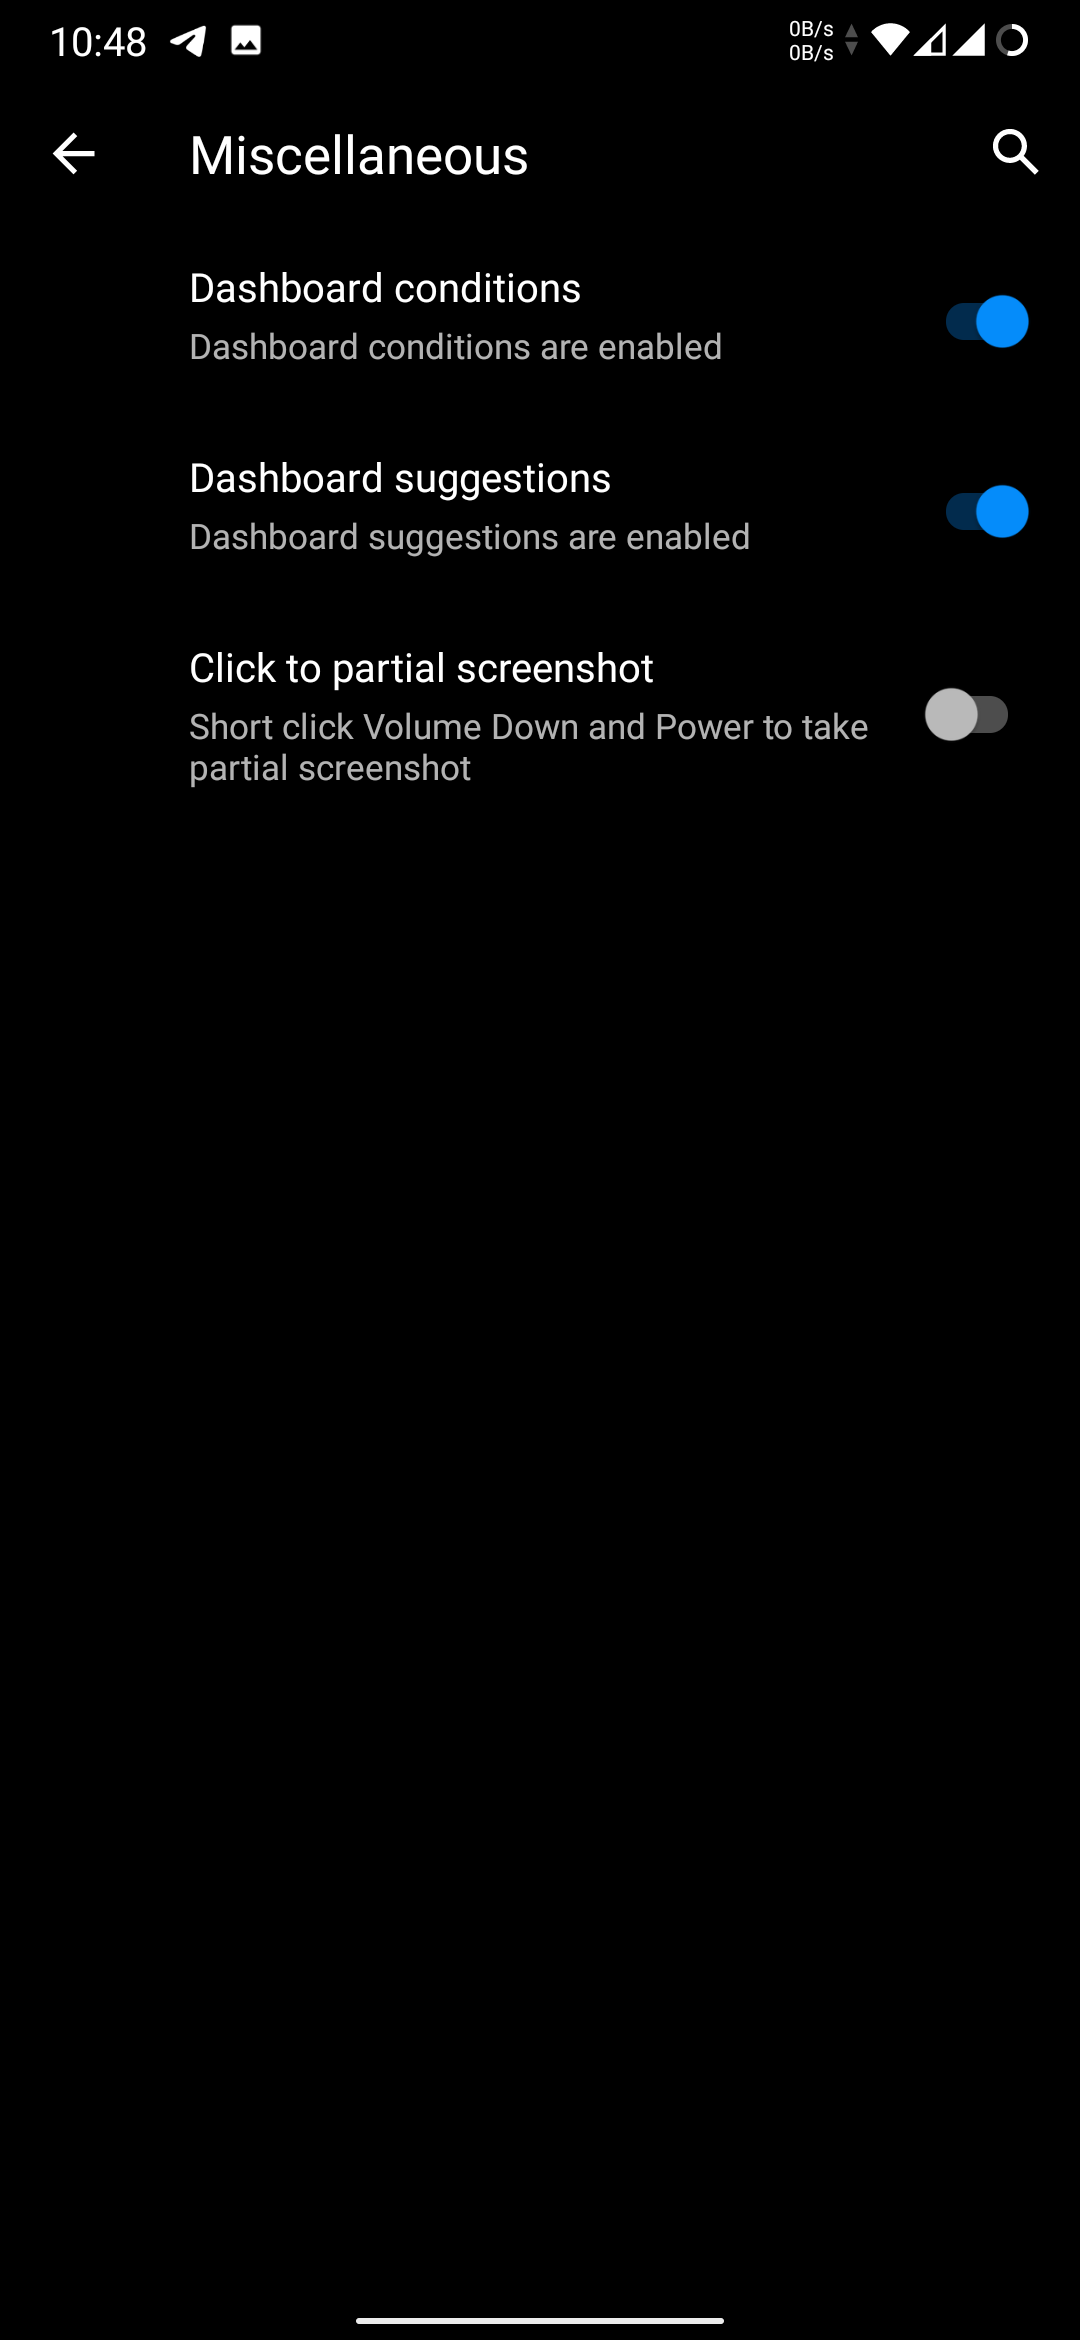 10:48
0B/s
0B/s
Miscellaneous
Dashboard conditions
Dashboard conditions are enabled
Dashboard suggestions
Dashboard suggestions are enabled
Click to partial screenshot
Short click Volume Down and Power to take
partial screenshot